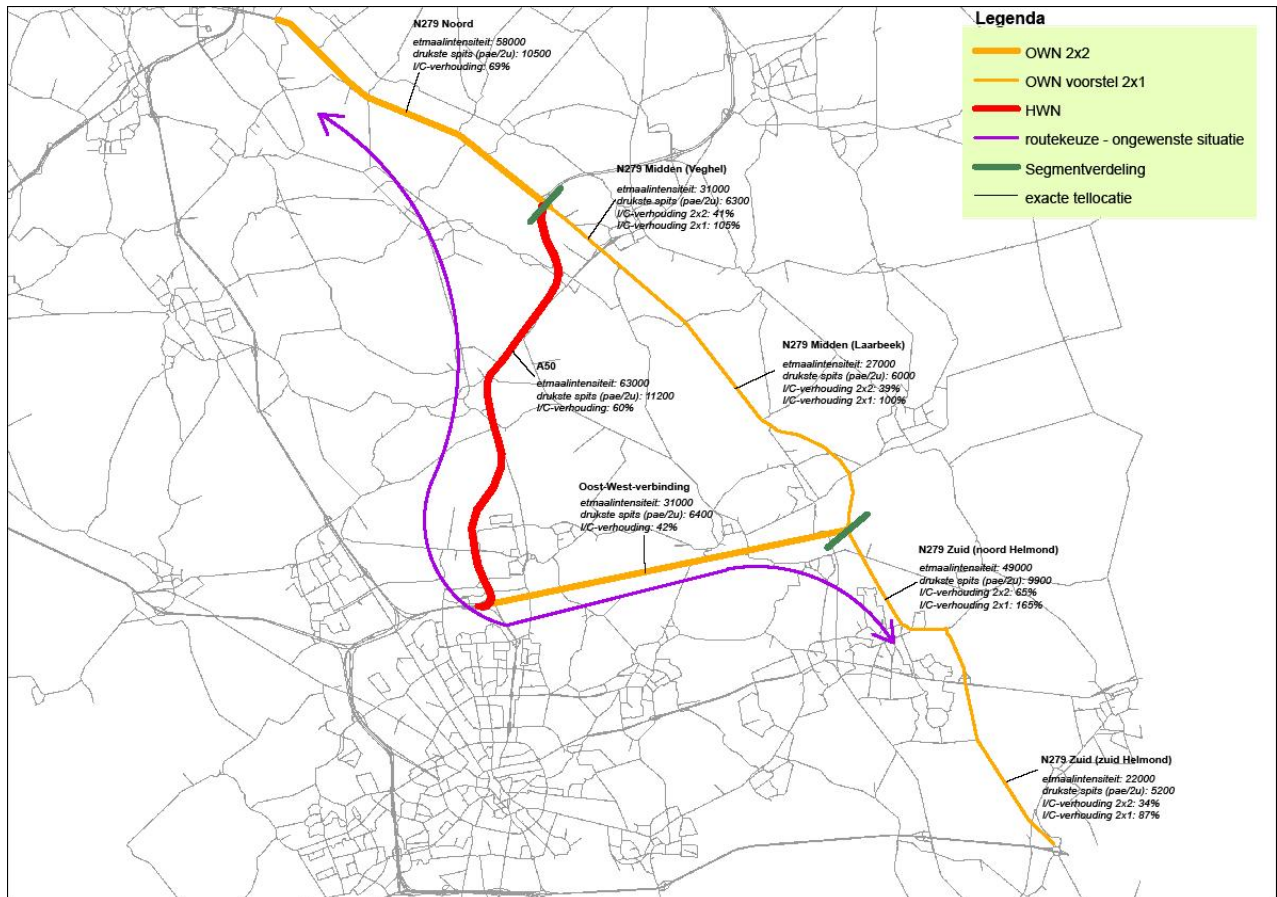 N279 Noord
etmaalintensiteit: 58000
drukste spits (pae/2u): 10500
I/C-verhouding: 69%
Legenda
OWN 2x2
OWN voorstel 2x1
HWN
routekeuze - ongewenste situatie
Segmentverdeling
exacte tellocatie
N279 Midden (Veghel)
etmaalintensiteit: 31000
drukste spits (pae/2u): 6300
I/C-verhouding 2x2: 41%
I/C-verhouding 2x1: 105%
N279 Midden (Laarbeek)
etmaalintensiteit: 27000
drukste spits (pae/2u): 6000
I/C-verhouding 2x2: 39%
I/C-verhouding 2x1: 100%
A50
etmaalintensiteit: 63000
drukste spits (pae/2u): 11200
I/C-verhouding: 60%
Oost-West-verbinding
etmaalintensiteit: 31000
drukste spits (pae/2u): 6400
I/C-verhouding: 42%
N279 Zuid (noord Helmond)
etmaalintensiteit: 49000
drukste spits (pae/2u): 9900
I/C-verhouding 2x2: 65%
I/C-verhouding 2x1: 165%
N279 Zuid (zuid Helmond)
etmaalintensiteit: 22000
drukste spits (pae/2u): 5200
I/C-verhouding 2x2: 34%
I/C-verhouding 2x1: 87%